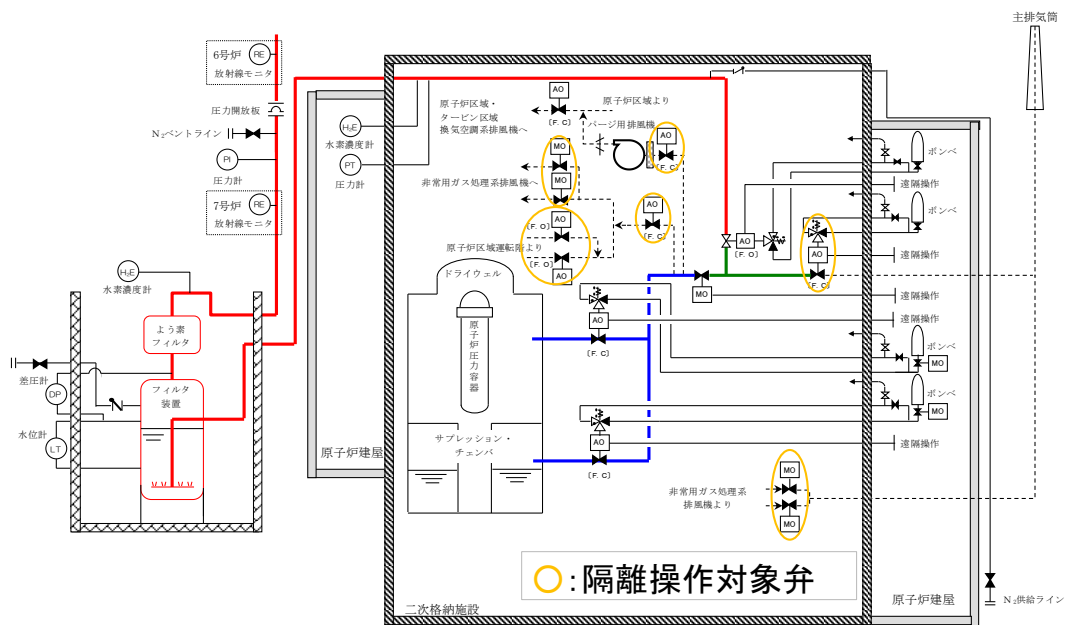 主排気筒
6号炉
RE
放射線モニタ
圧力開放板
N₂ベントライン
PI
圧力計
7号炉
RE
放射線モニタ
H₂E
水素濃度計
よう素
フィルタ
フィルタ
装置
差圧計
DP
水位計
LT
H₂E
水素濃度計
PT
圧力計
原子炉建屋
原子炉区域・
タービン区域
換気空調系排風機へ
AO
[F. C]
原子炉区域より
パージ用排風機
AO
[F. C]
MO
MO
非常用ガス処理系排風機へ
AO
[F. C]
[F. O]
AO
[F. O]
AO
原子炉区域運転階より
ドライウェル
原子炉圧力容器
サプレッション・
チェンバ
AO
[F. O]
AO
[F. C]
MO
AO
[F. C]
AO
[F. C]
ボンベ
遠隔操作
ボンベ
遠隔操作
遠隔操作
遠隔操作
ボンベ
MO
ボンベ
MO
遠隔操作
非常用ガス処理系
排風機より
MO
MO
:隔離操作対象弁
二次格納施設
原子炉建屋
N₂供給ライン